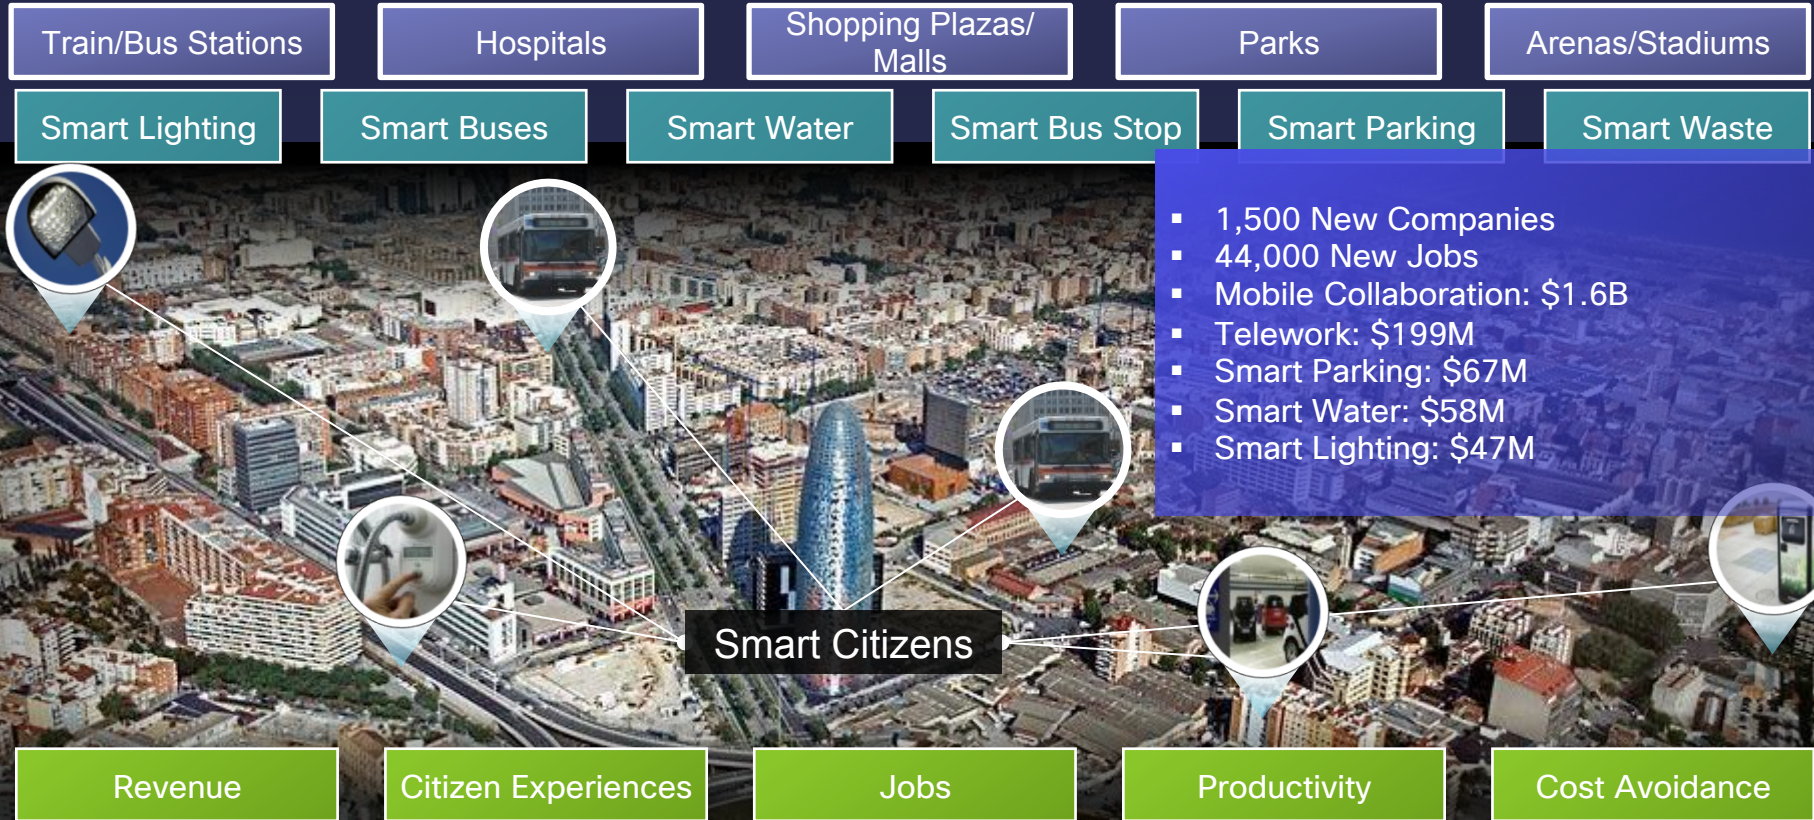 Train/Bus Stations
Hospitals
Shopping Plazas/
Malls
Parks
Arenas/Stadiums
Smart Lighting
Smart Buses
Smart Water
Smart Bus Stop
Smart Parking
Smart Waste
▪ 1,500 New Companies
▪ 44,000 New Jobs
▪ Mobile Collaboration: $1.6B
▪ Telework: $199M
▪ Smart Parking: $67M
▪ Smart Water: $58M
▪ Smart Lighting: $47M
Smart Citizens
Revenue
Citizen Experiences
Jobs
Productivity
Cost Avoidance